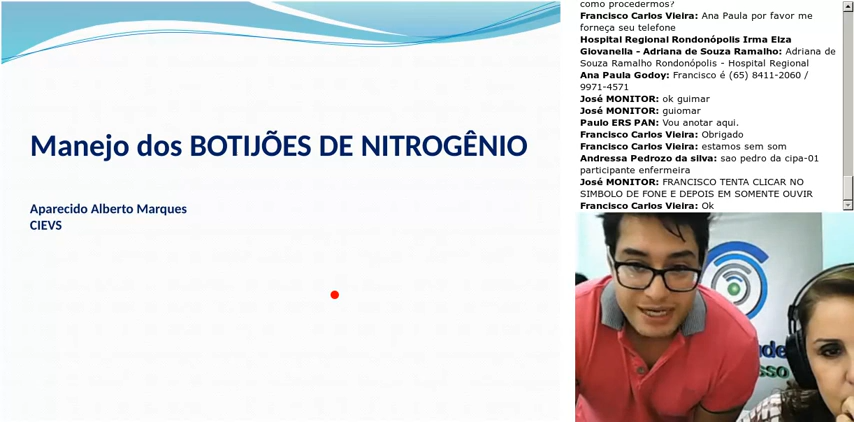 Manejo dos BOTIJÕES DE NITROGÊNIO
Aparecido Alberto Marques
CIEVS
como procedermos?
Francisco Carlos Vieira: Ana Paula por favor me
forneça seu telefone
Hospital Regional Rondonópolis Irma Elza
Giovanella - Adriana de Souza Ramalho: Adriana de
Souza Ramalho Rondonópolis - Hospital Regional
Ana Paula Godoy: Francisco é (65) 8411-2060 /
9971-4571
José MONITOR: ok guimar
José MONITOR: guiomar
Paulo ERS PAN: Vou anotar aqui.
Francisco Carlos Vieira: Obrigado
Francisco Carlos Vieira: estamos sem som
Andressa Pedrozo da silva: sao pedro da cipa-01
participante enfermeira
José MONITOR: FRANCISCO TENTA CLICAR NO
SIMBOLO DE FONE E DEPOIS EM SOMENTE OUVIR
Francisco Carlos Vieira: Ok